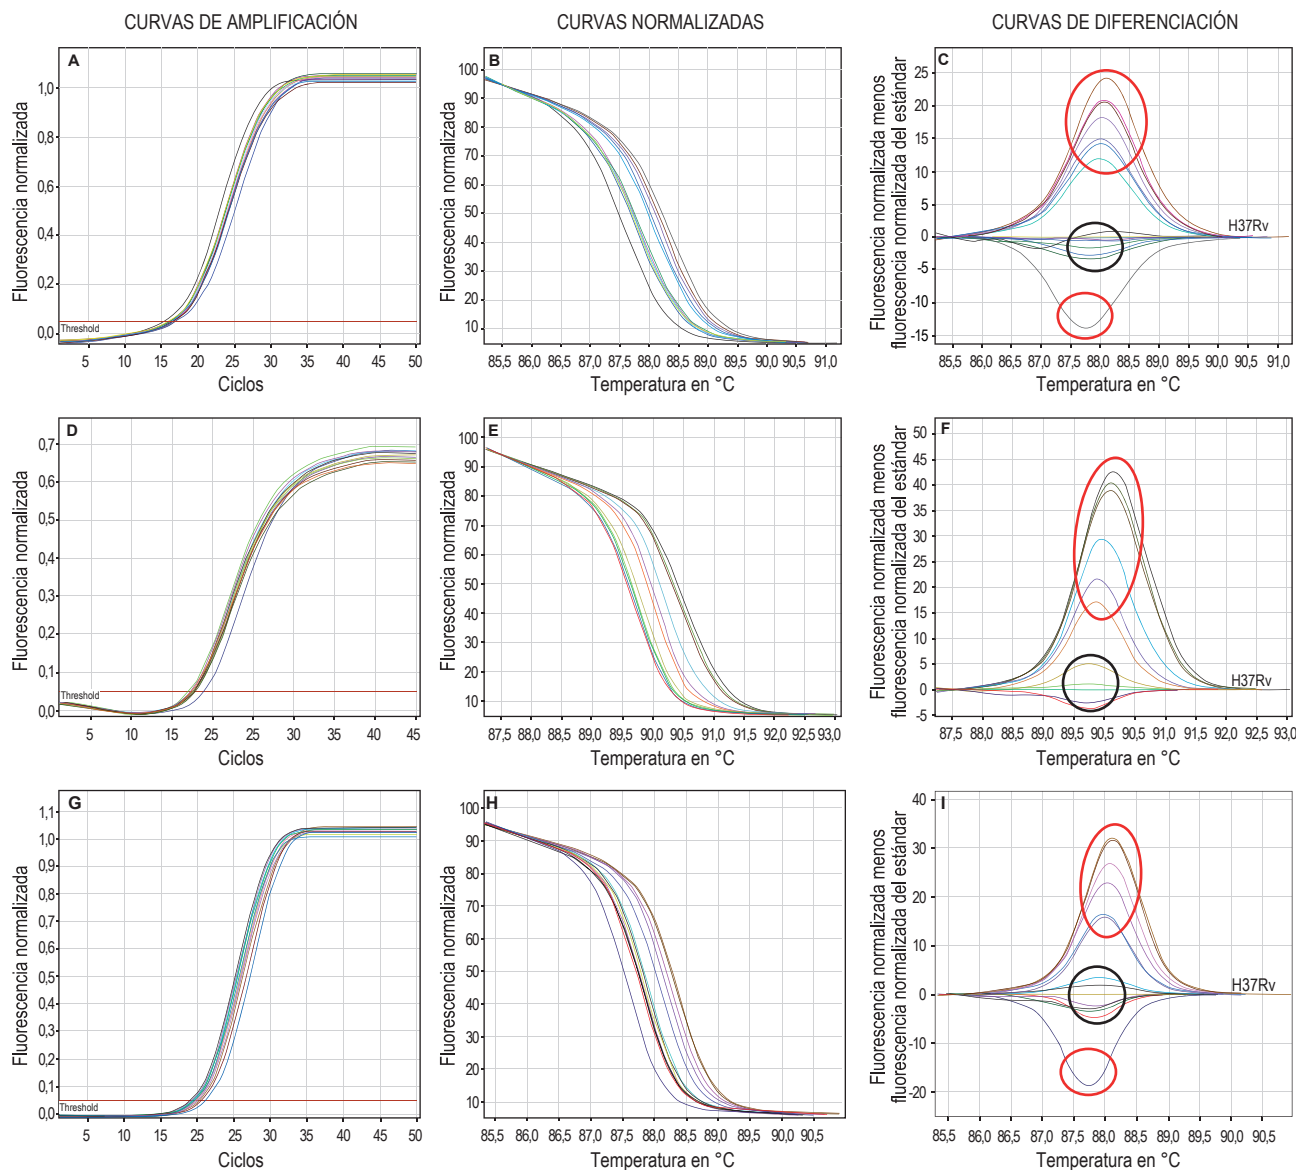 CURVAS DE AMPLIFICACIÓN
CURVAS NORMALIZADAS
CURVAS DE DIFERENCIACIÓN
A
Fluorescencia normalizada
1,0
0,6
0,6
0,4
0,2
0,0
Threshold
5 10 15 20 25 30 35 40 45 50
Ciclos
B
Fluorescencia normalizada
100
90
80
70
60
50
40
30
20
10
85,5 86,0 86,5 87,0 87,5 88,0 88,5 89,0 89,5 90,0 90,5 91,0
Temperatura en °C
C
Fluorescencia normalizada menos
fluorescencia normalizada del estándar
25
20
15
10
5
0
-5
-10
-15
H37Rv
85,5 86,0 86,5 87,0 87,5 88,0 88,5 89,0 89,5 90,0 90,5 91,0
Temperatura en °C
D
Fluorescencia normalizada
0,7
0,6
0,5
0,4
0,3
0,2
0,1
0,0
Threshold
5 10 15 20 25 30 35 40 45
Ciclos
E
Fluorescencia normalizada
100
90
80
70
60
50
40
30
20
10
87,5 88,0 88,5 89,0 89,5 90,0 90,5 91,0 91,5 92,0 92,5 93,0
Temperatura en °C
F
Fluorescencia normalizada menos
fluorescencia normalizada del estándar
50
45
40
35
30
25
20
15
10
5
0
-5
H37Rv
87,5 88,0 88,5 89,0 89,5 90,5 90,5 91,0 91,5 92,0 92,5 93,0
Temperatura en °C
G
Fluorescencia normalizada
1,1
1,0
0,9
0,8
0,7
0,6
0,5
0,4
0,3
0,2
0,1
0,0
Threshold
5 10 15 20 25 30 35 40 45 50
Ciclos
H
Fluorescencia normalizada
100
90
80
70
60
50
40
30
20
10
85,5 86,0 86,5 87,0 87,5 88,0 88,5 89,0 89,5 90,0 90,5
Temperatura en °C
I
Fluorescencia normalizada menos
fluorescencia normalizada del estándar
40
30
20
10
0
-10
-20
H37Rv
85,5 86,0 86,5 87,0 87,5 88,0 88,5 89,0 89,5 90,0 90,5
Temperatura en °C